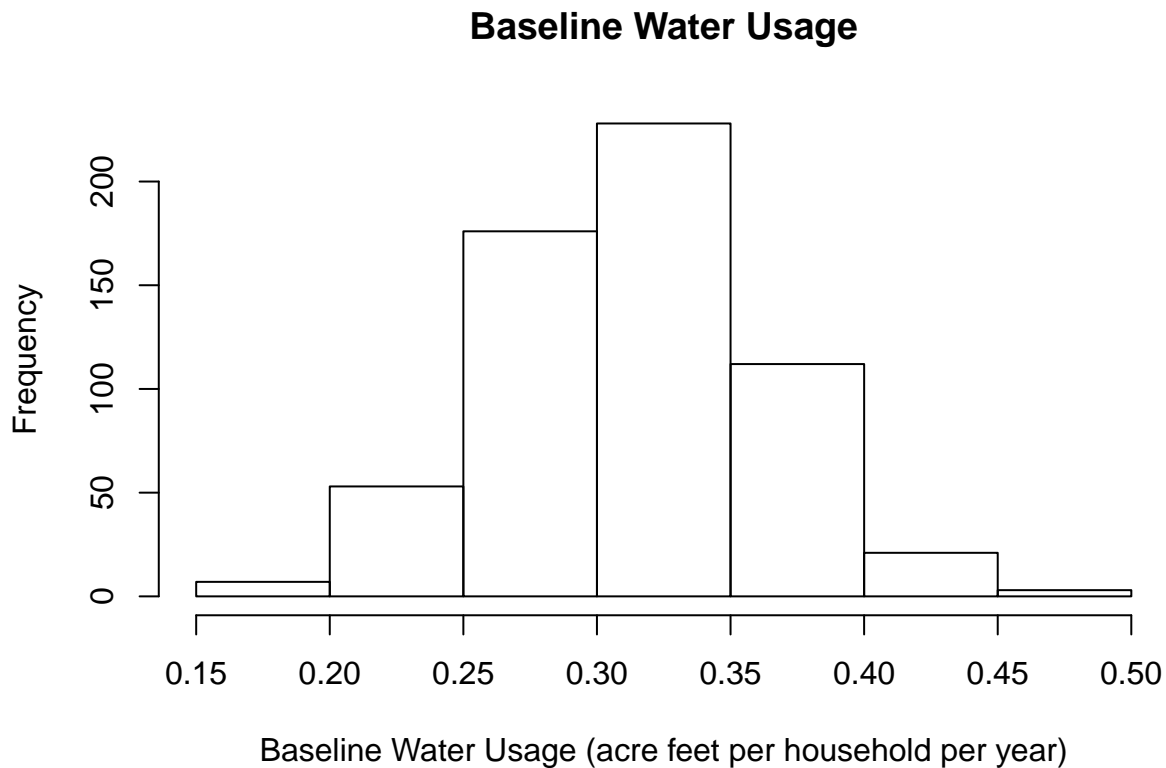 Baseline Water Usage
Frequency
200
150
100
50
0
0.15 0.20 0.25 0.30 0.35 0.40 0.45 0.50
Baseline Water Usage (acre feet per household per year)